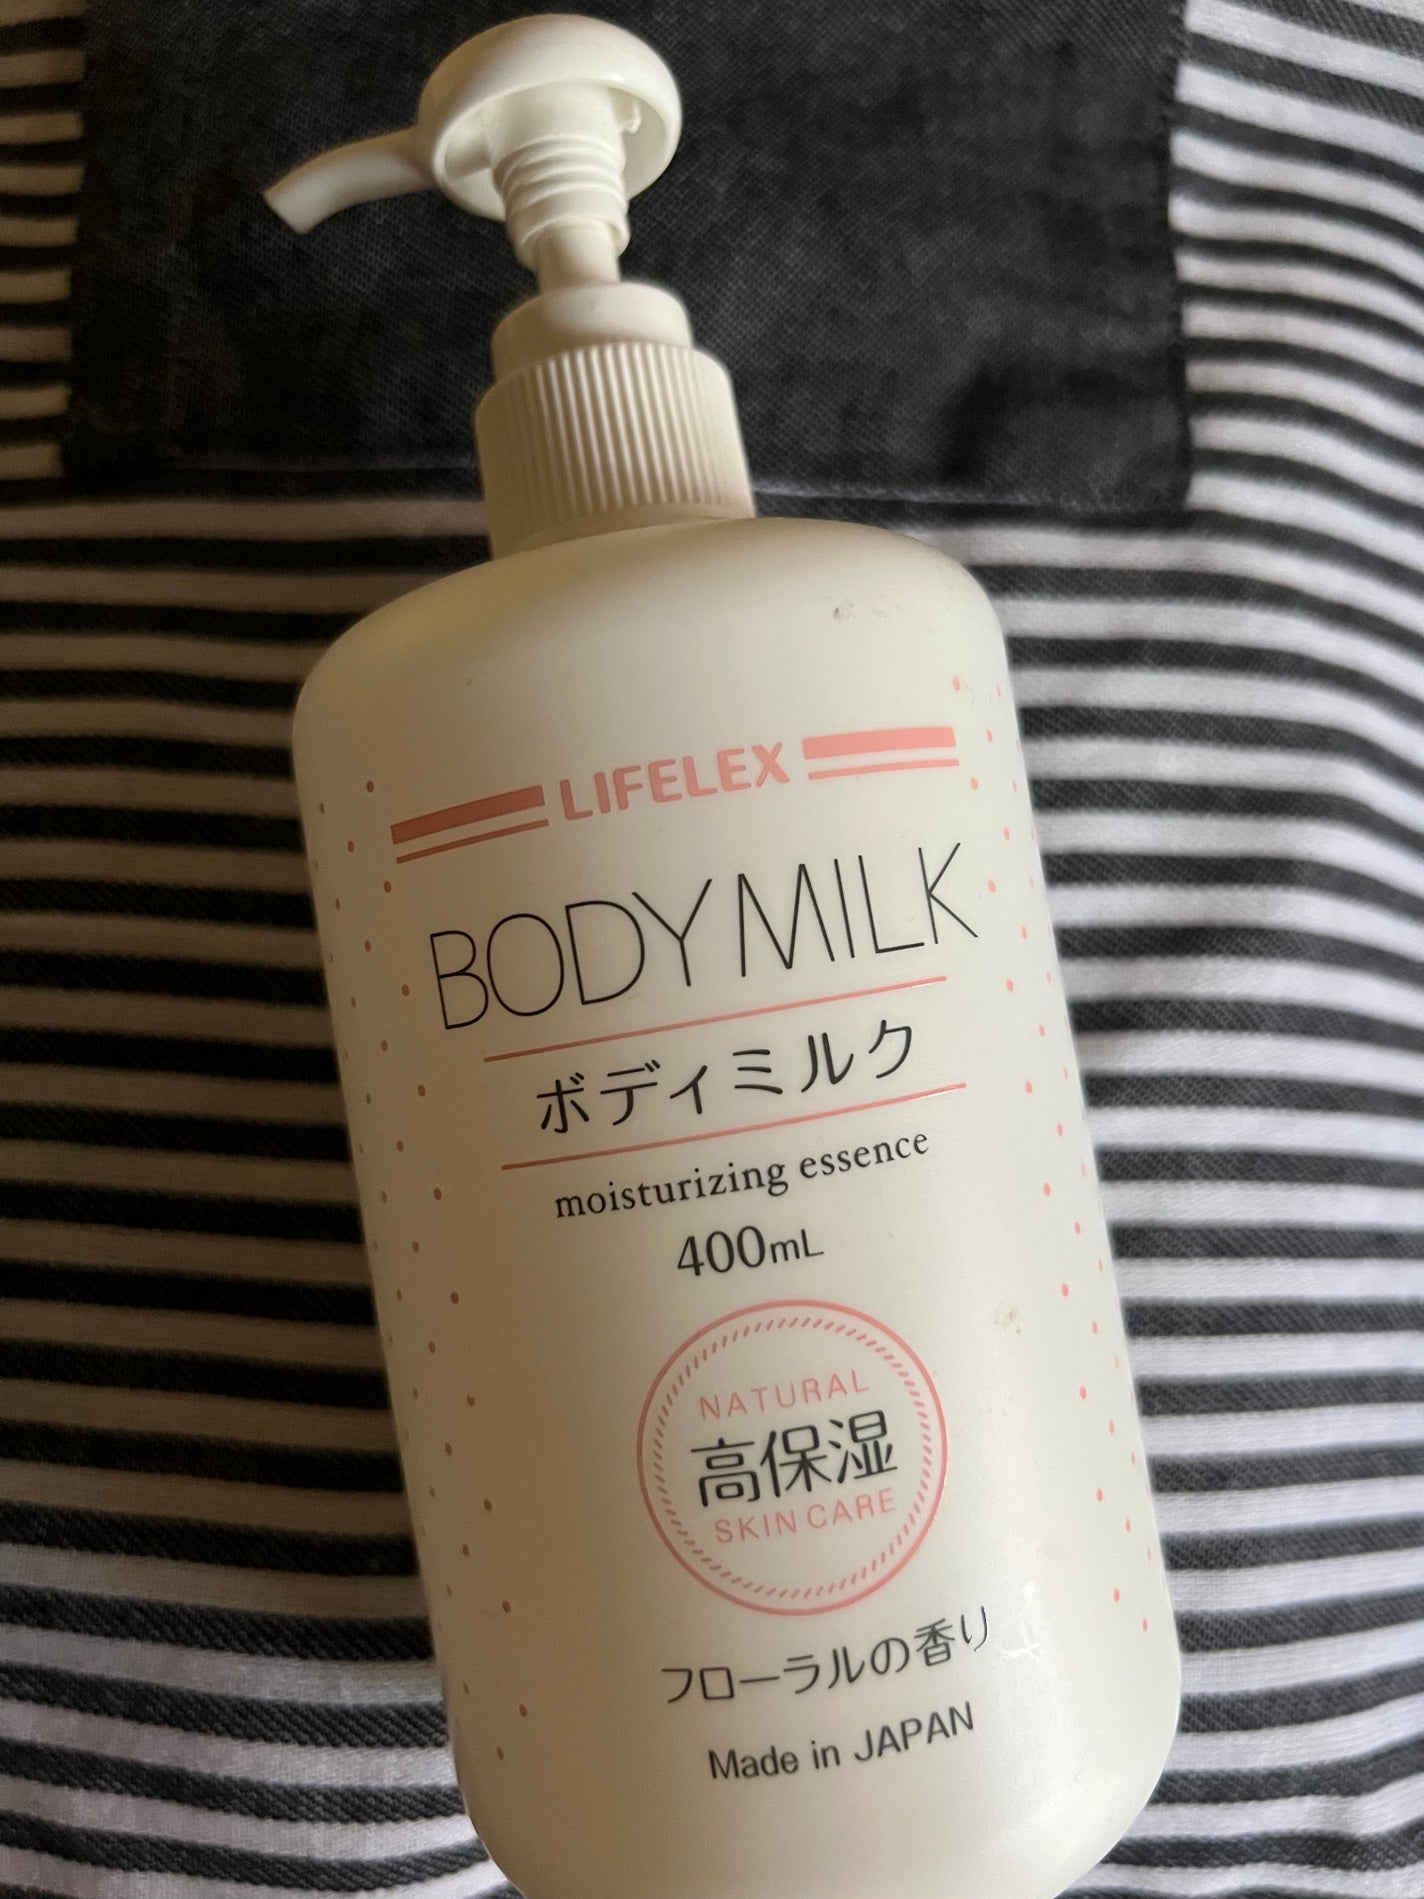 LIFELEX
BODY MILK
ボディミルク
moisturizing essence
400mL
NATURAL
高保湿
SKIN CARE
フローラルの香り
Made in JAPAN